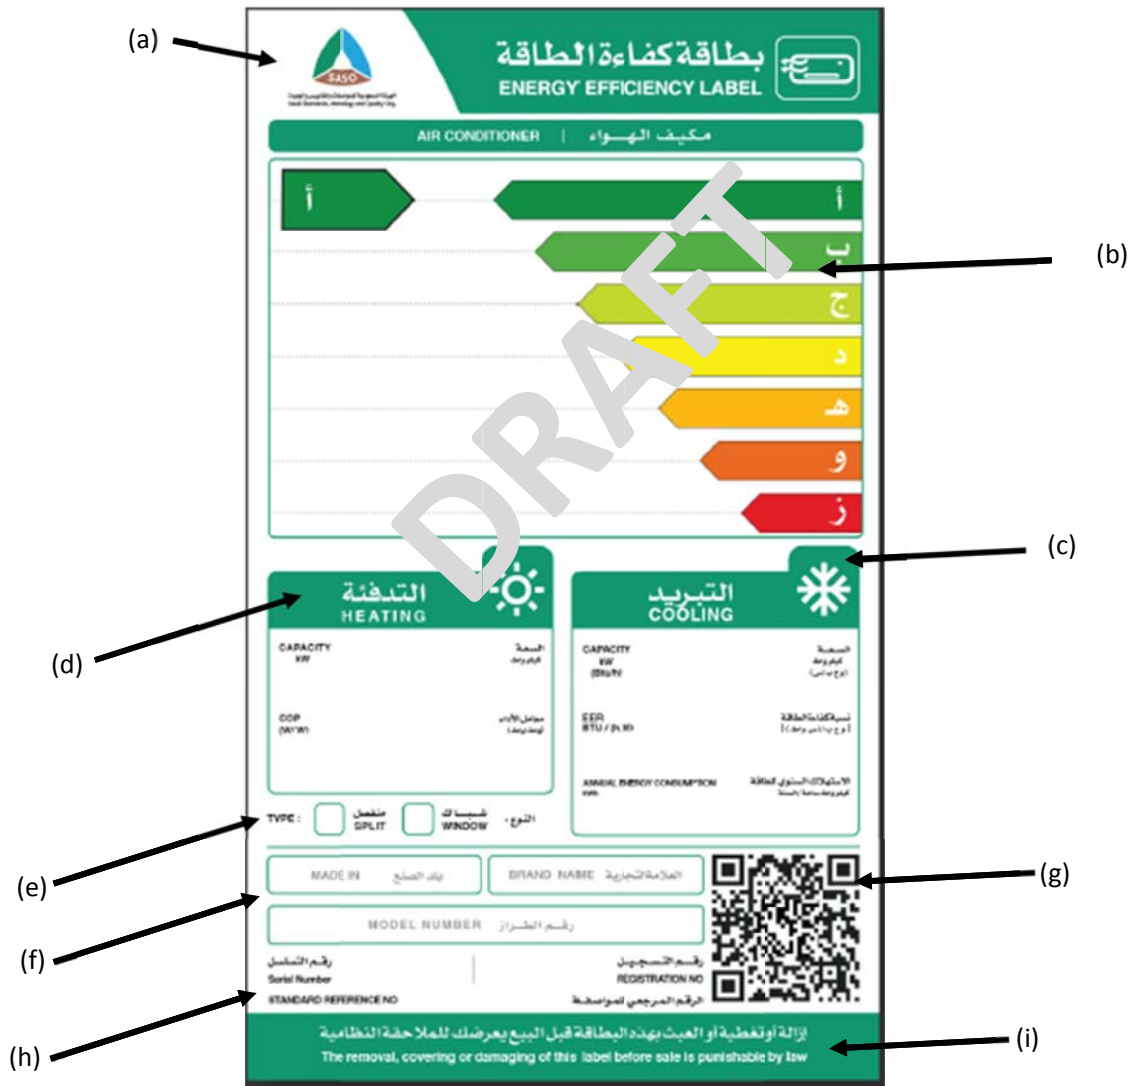 (a)
SASO
بطاقة كفاءة الطاقة
ENERGY EFFICIENCY LABEL
AIR CONDITIONER | مكيف الهواء
أ
أ
ب
(b)
ج
د
هـ
و
ز
DRAFT
(c)
التدفئة
HEATING
التبريد
COOLING
(d)
CAPACITY
kW
السعة
كيلو واط
CAPACITY
kW
(Btu/h)
السعة
كيلو واط
COP
(W/W)
معامل الأداء
EER
BTU / (h.W)
نسبة كفاءة الطاقة
ANNUAL ENERGY CONSUMPTION
الاستهلاك السنوي للطاقة
(e)
TYPE :
منفصل
SPLIT
شباك
WINDOW
النوع:
(f)
MADE IN بلد الصنع
BRAND NAME العلامة التجارية
(g)
MODEL NUMBER رقم الطراز
رقم التسلسل
Serial Number
رقم التسجيل
REGISTRATION NO
(h)
STANDARD REFERENCE NO
الرقم المرجعي للمواصفة
إزالة أو تغطية أو العبث بهذه البطاقة قبل البيع يعرضك للملاحقة النظامية
The removal, covering or damaging of this label before sale is punishable by law
(i)